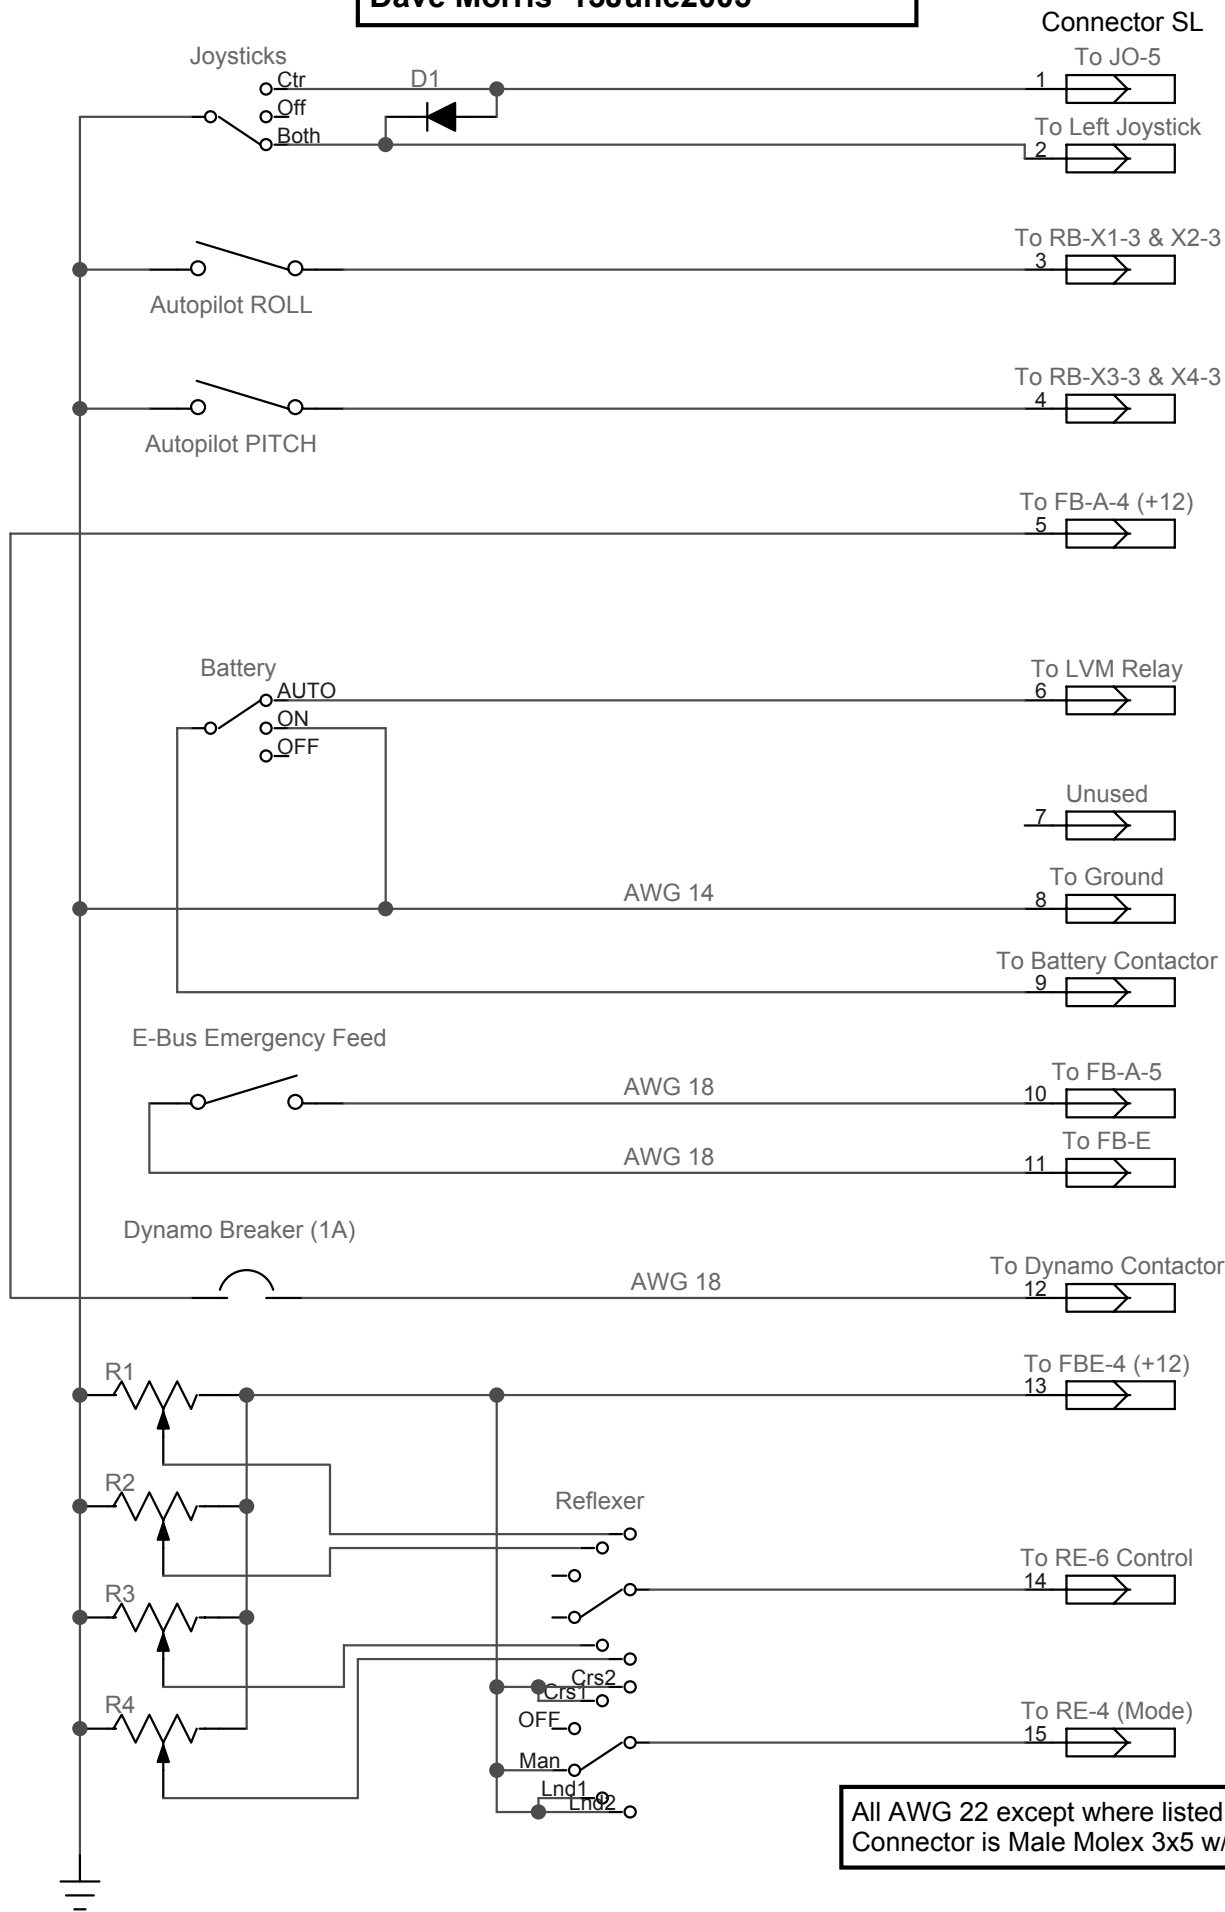 Dave Morris 13June2005
Connector SL
Joysticks
Ctr
Off
Both
D1
To JO-5
1
To Left Joystick
2
To RB-X1-3 & X2-3
3
Autopilot ROLL
To RB-X3-3 & X4-3
4
Autopilot PITCH
To FB-A-4 (+12)
5
Battery
AUTO
ON
OFF
To LVM Relay
6
Unused
7
AWG 14
To Ground
8
To Battery Contactor
9
E-Bus Emergency Feed
AWG 18
To FB-A-5
10
AWG 18
To FB-E
11
Dynamo Breaker (1A)
AWG 18
To Dynamo Contactor
12
R1
To FBE-4 (+12)
13
R2
Reflexer
To RE-6 Control
14
R3
Crs2
Crs1
R4
OFF
To RE-4 (Mode)
15
Man
Lnd1
Lnd2
All AWG 22 except where listed
Connector is Male Molex 3x5 w/